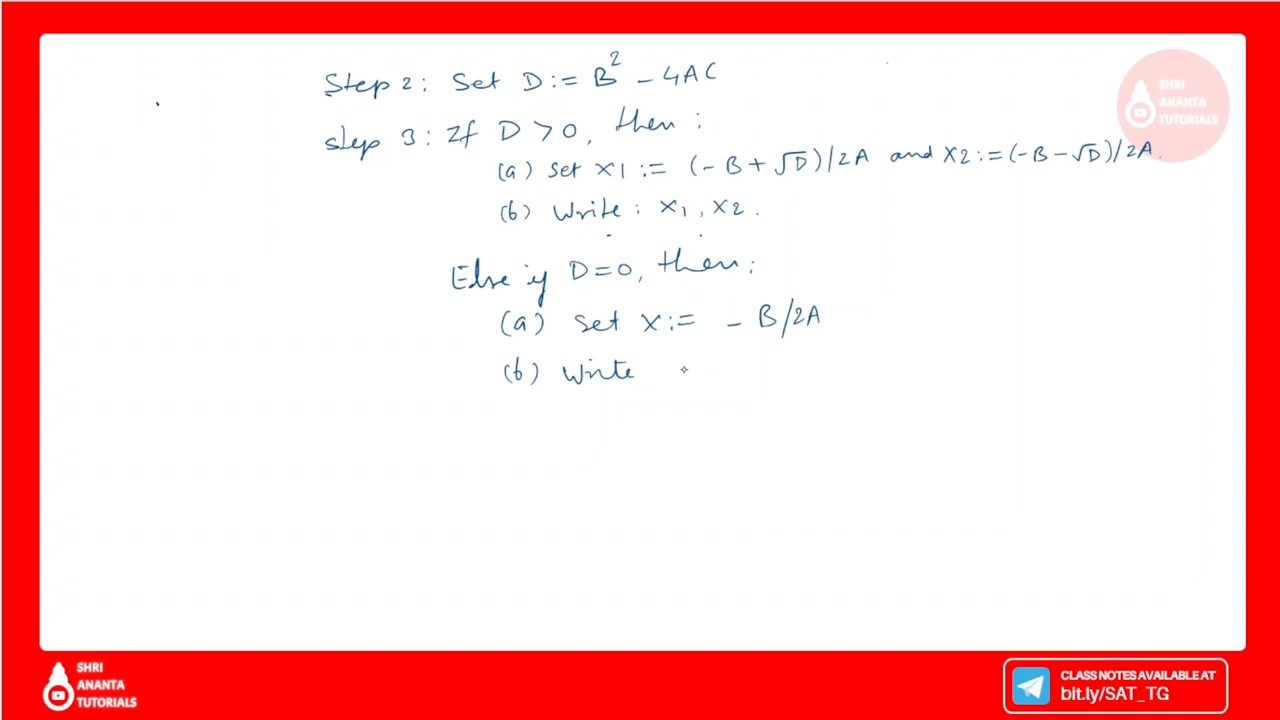 Step 2: Set D:= B² - 4AC
Step 3: If D > 0, then:
(a) Set X1 := (-B + √D)/2A and X2:=(-B-√D)/2A.
(b) Write: X1, X2.
Else if D=0, then:
(a) Set X:= - B/2A
(b) Write
SHRI
ANANTA
TUTORIALS
SHRI
ANANTA
TUTORIALS
CLASS NOTES AVAILABLE AT
bit.ly/SAT_TG